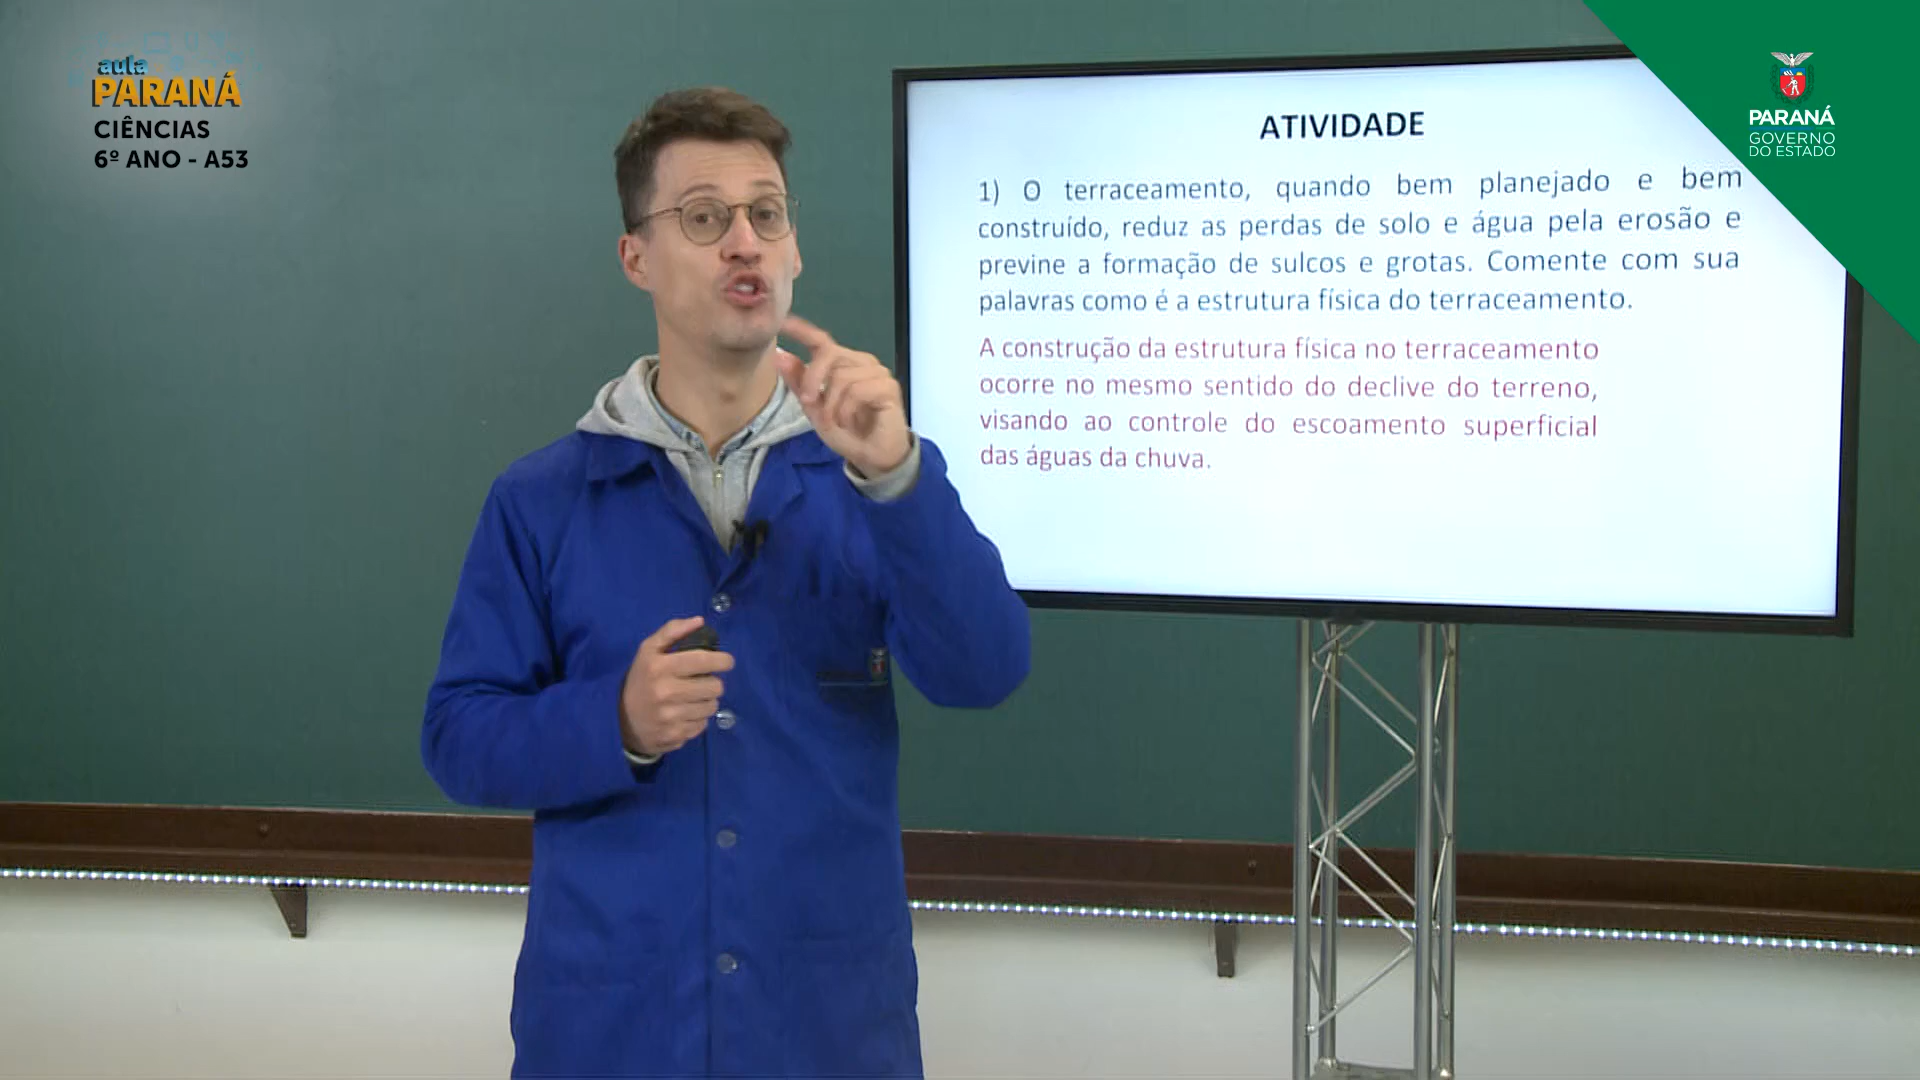 aula
PARANÁ
CIÊNCIAS
6º ANO - A53
PARANÁ
GOVERNO
DO ESTADO
ATIVIDADE
1) O terraceamento, quando bem planejado e bem
construído, reduz as perdas de solo e água pela erosão e
previne a formação de sulcos e grotas. Comente com sua
palavras como é a estrutura física do terraceamento.
A construção da estrutura física no terraceamento
ocorre no mesmo sentido do declive do terreno,
visando ao controle do escoamento superficial
das águas da chuva.